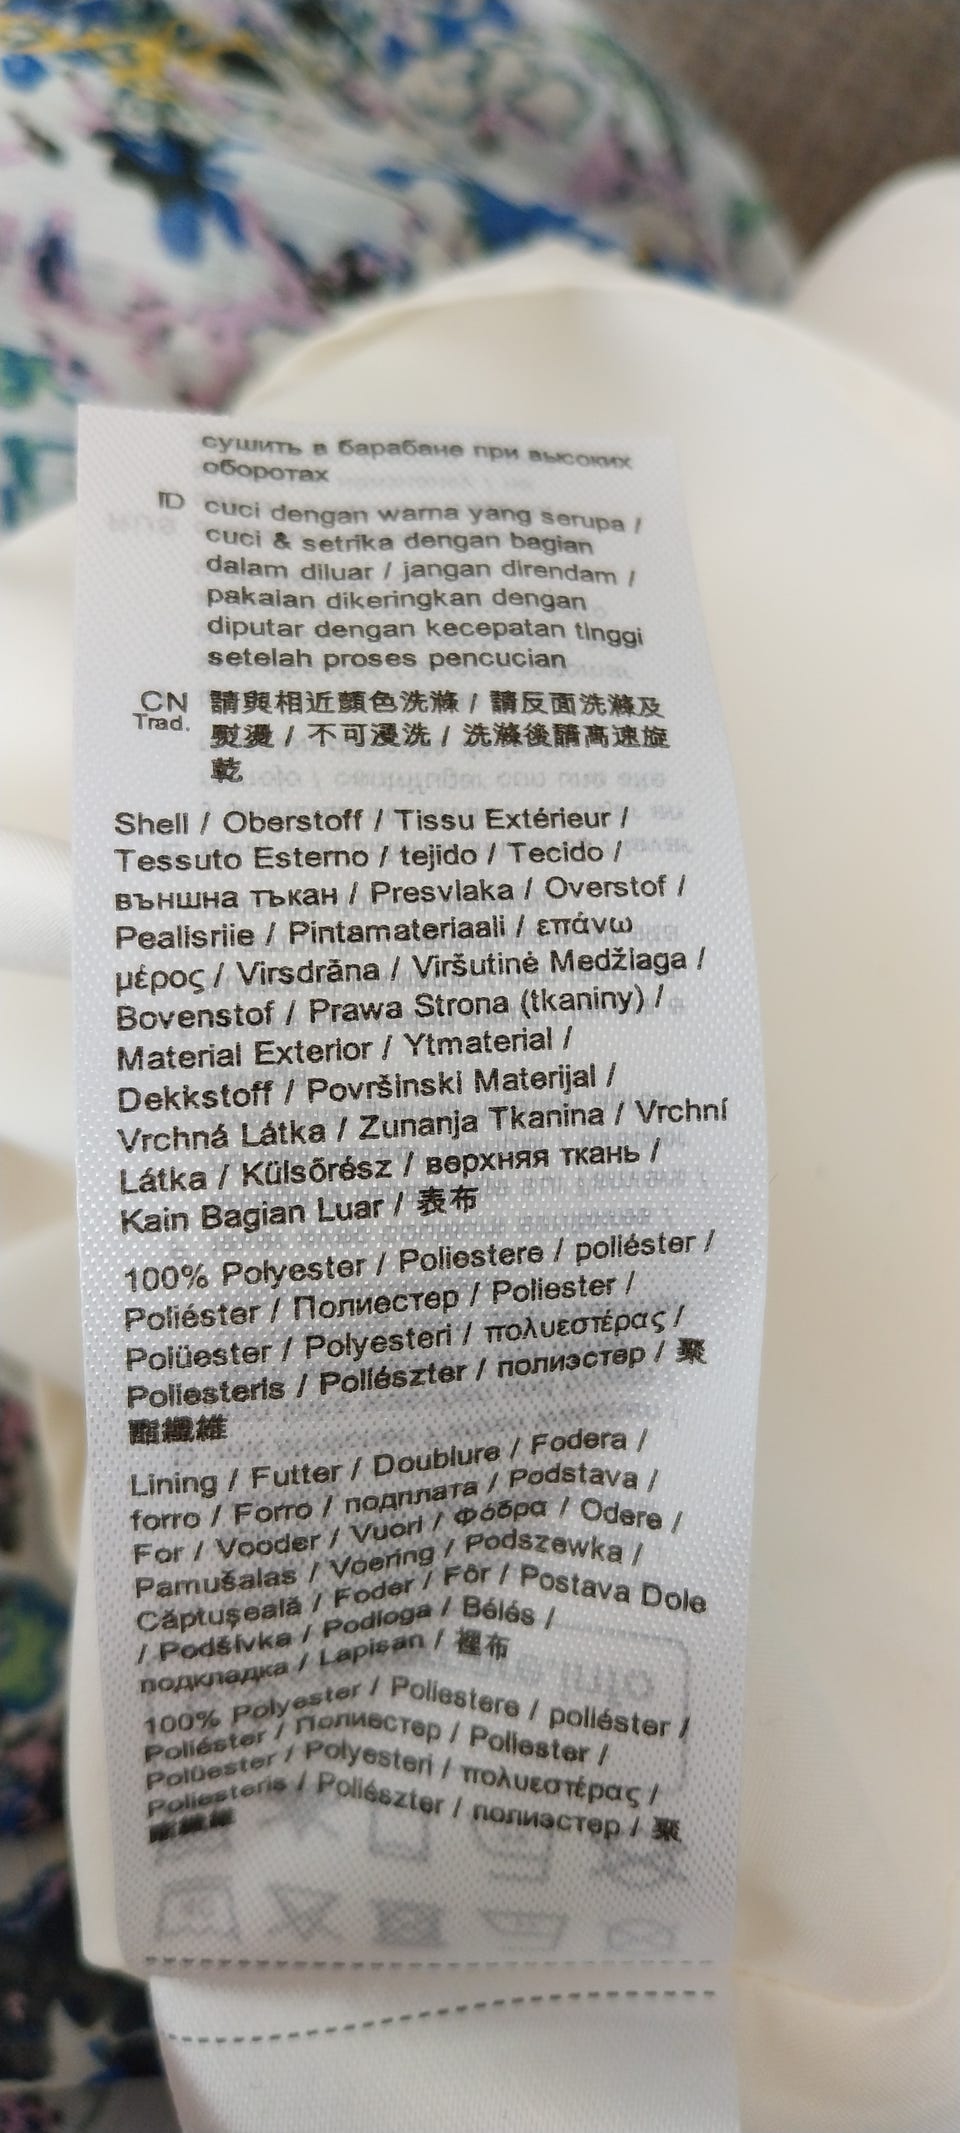 сушить в барабане при высоких
оборотах
ID cuci dengan warna yang serupa /
cuci & setrika dengan bagian
dalam diluar / jangan direndam /
pakaian dikeringkan dengan
diputar dengan kecepatan tinggi
setelah proses pencucian
CN Trad. 請與相近顏色洗滌 / 請反面洗滌及
熨燙 / 不可浸洗 / 洗滌後請高速旋
乾
Shell / Oberstoff / Tissu Extérieur /
Tessuto Esterno / tejido / Tecido /
външна тъкан / Presvlaka / Overstof /
Pealisriie / Pintamateriaali / επάνω
μέρος / Virsdrāna / Viršutinė Medžiaga /
Bovenstof / Prawa Strona (tkaniny) /
Material Exterior / Ytmaterial /
Dekkstoff / Površinski Materijal /
Vrchná Látka / Zunanja Tkanina / Vrchní
Látka / Külsőrész / верхняя ткань /
Kain Bagian Luar / 表布
100% Polyester / Poliestere / poliéster /
Poliéster / Полиестер / Poliester /
Polüester / Polyesteri / πολυεστέρας /
Poliesteris / Poliészter / полиэстер / 聚
酯纖維
Lining / Futter / Doublure / Fodera /
forro / Forro / подплата / Podstava /
For / Vooder / Vuori / Φόδρα / Odere /
Pamušalas / Voering / Podszewka /
Căptuşeală / Foder / Fôr / Postava Dole
/ Podšívka / Podloga / Bélés /
подкладка / Lapisan / 裡布
100% Polyester / Poliestere / poliéster /
Poliéster / Полиестер / Poliester /
Polüester / Polyesteri / πολυεστέρας /
Poliesteris / Poliészter / полиэстер / 聚
酯纖維